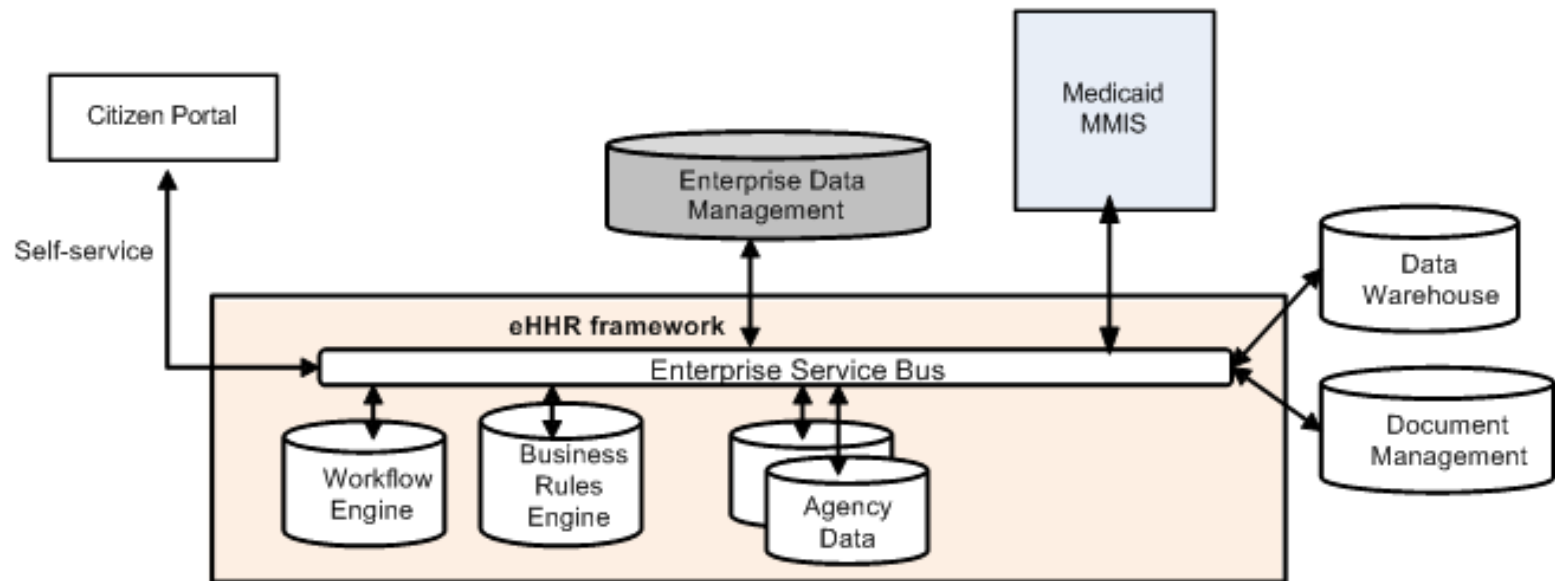 Citizen Portal
Medicaid
MMIS
Enterprise Data
Management
Self-service
Data
Warehouse
eHHR framework
Enterprise Service Bus
Workflow
Engine
Business
Rules
Engine
Agency
Data
Document
Management